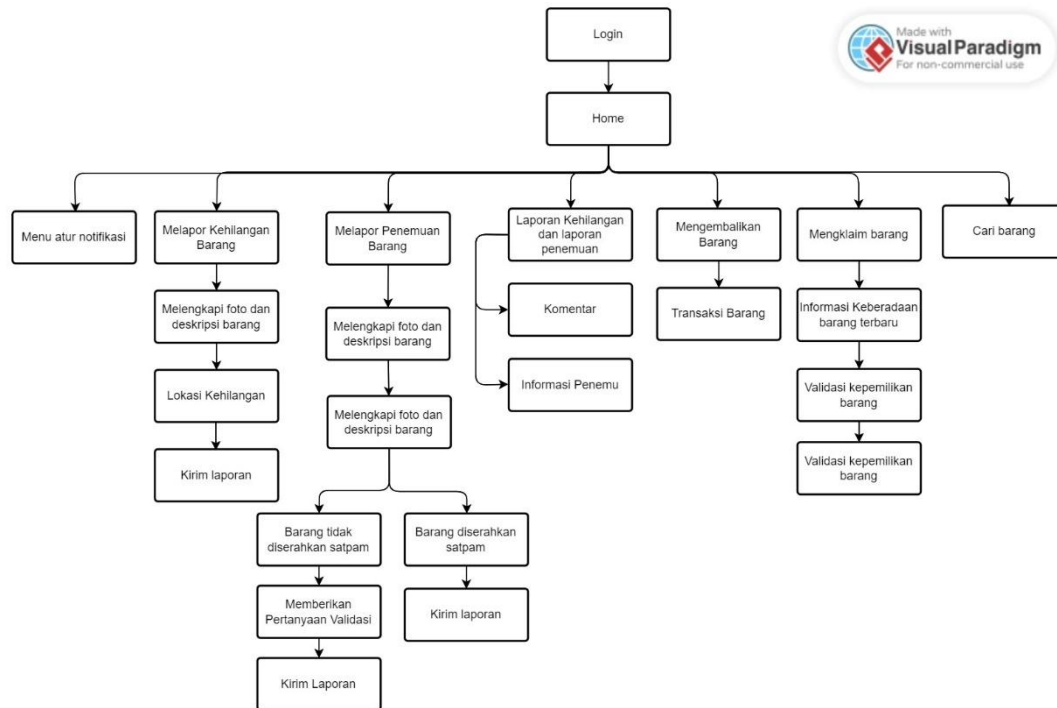 Login
Made with
Visual Paradigm
For non-commercial use
Home
Menu atur notifikasi
Melapor Kehilangan
Barang
Melapor Penemuan
Barang
Laporan Kehilangan
dan laporan
penemuan
Mengembalikan
Barang
Mengklaim barang
Cari barang
Melengkapi foto dan
deskripsi barang
Melengkapi foto dan
deskripsi barang
Komentar
Transaksi Barang
Informasi Keberadaan
barang terbaru
Lokasi Kehilangan
Melengkapi foto dan
deskripsi barang
Informasi Penemu
Validasi kepemilikan
barang
Kirim laporan
Validasi kepemilikan
barang
Barang tidak
diserahkan satpam
Barang diserahkan
satpam
Memberikan
Pertanyaan Validasi
Kirim laporan
Kirim Laporan